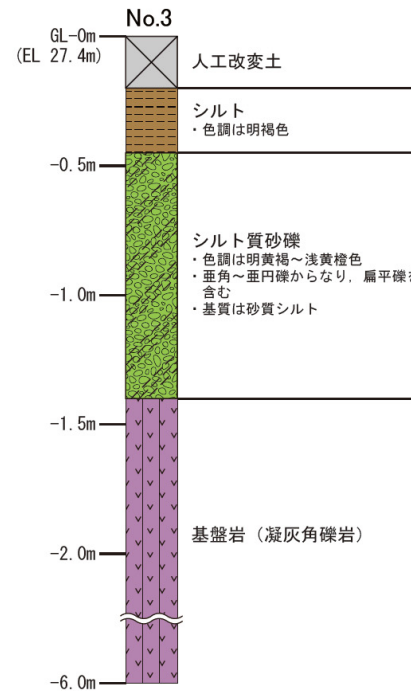 No.3
GL-0m
(EL 27.4m)
人工改変土
シルト
・色調は明褐色
-0.5m
シルト質砂礫
・色調は明黄褐～浅黄橙色
・亜角～亜円礫からなり，扁平礫を
含む
・基質は砂質シルト
-1.0m
-1.5m
基盤岩（凝灰角礫岩）
-2.0m
-6.0m